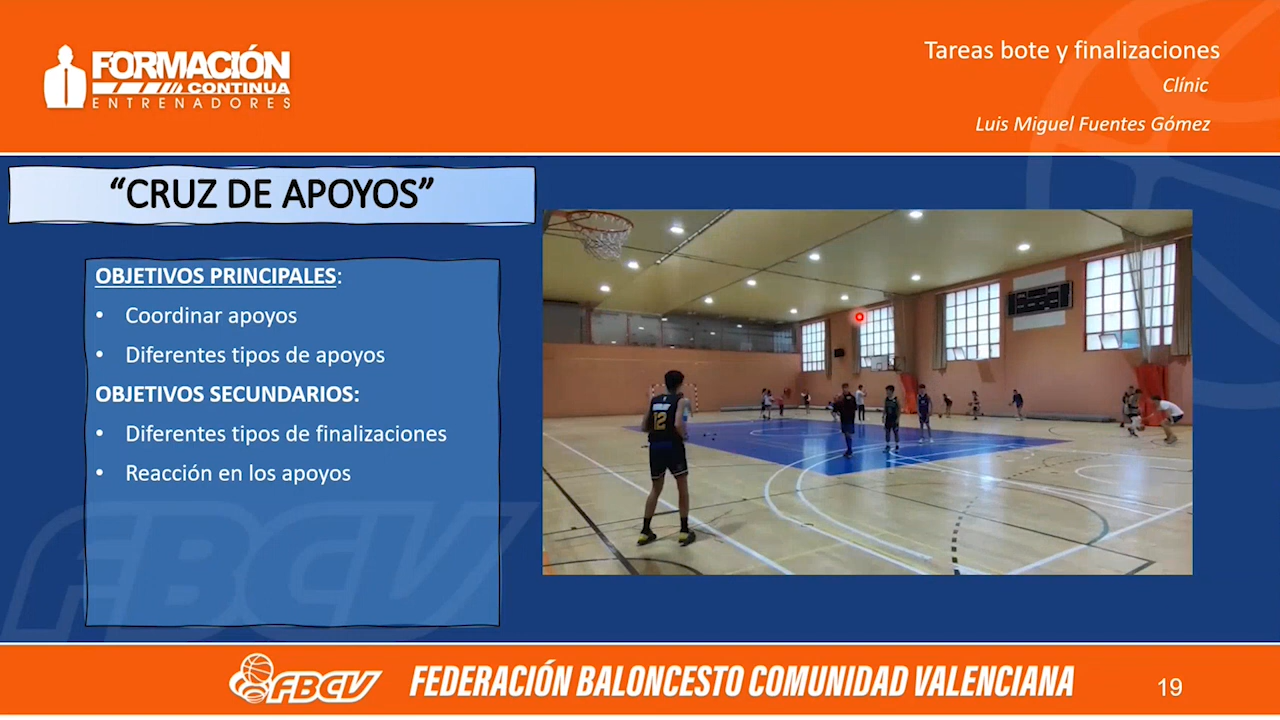 FORMACIÓN
CONTINUA
ENTRENADORES
Tareas bote y finalizaciones
Clínic
Luis Miguel Fuentes Gómez
“CRUZ DE APOYOS”
OBJETIVOS PRINCIPALES:
• Coordinar apoyos
• Diferentes tipos de apoyos
OBJETIVOS SECUNDARIOS:
• Diferentes tipos de finalizaciones
• Reacción en los apoyos
12
FBCV
FBCV
FEDERACIÓN BALONCESTO COMUNIDAD VALENCIANA
19